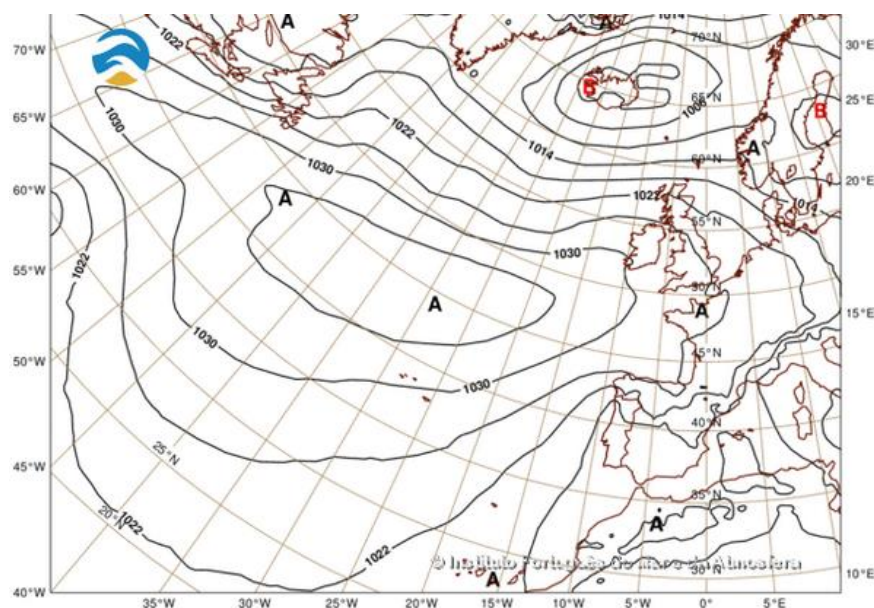 A
A
1014
1022
70°W
70°N
30°E
B
65°N
B
25°E
1006
65°W
1030
1022
1014
A
60°N
60°W
1030
A
1022
20°E
1014
55°N
1022
1030
55°W
50°N
A
A
15°E
50°W
1030
45°N
1030
40°N
25°N
45°W
35°N
20°N
1022
A
1022
© Instituto Português do Mar e da Atmosfera
30°N
10°E
A
40°W
35°W
30°W
25°W
20°W
15°W
10°W
5°W
0°W
5°E